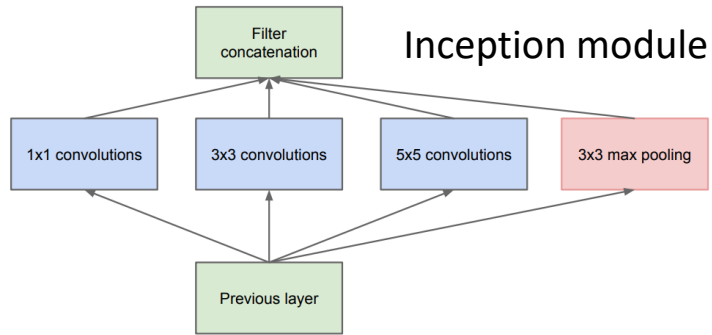 Filter
concatenation
Inception module
1x1 convolutions
3x3 convolutions
5x5 convolutions
3x3 max pooling
Previous layer